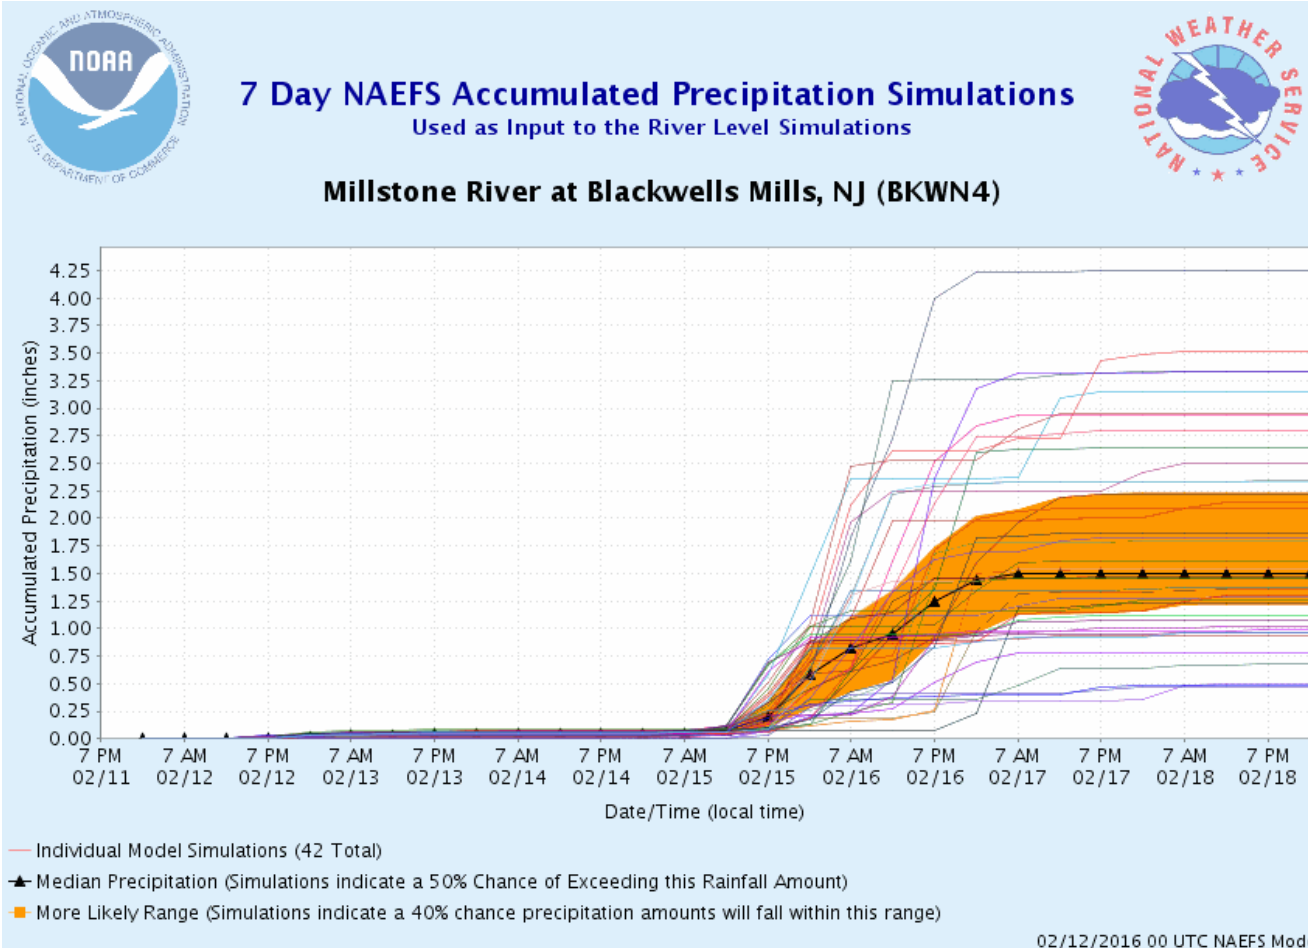 NATIONAL OCEANIC AND ATMOSPHERIC ADMINISTRATION
U.S. DEPARTMENT OF COMMERCE
NOAA
NATIONAL WEATHER SERVICE
7 Day NAEFS Accumulated Precipitation Simulations
Used as Input to the River Level Simulations
Millstone River at Blackwells Mills, NJ (BKWN4)
Accumulated Precipitation (inches)
4.25
4.00
3.75
3.50
3.25
3.00
2.75
2.50
2.25
2.00
1.75
1.50
1.25
1.00
0.75
0.50
0.25
0.00
7 PM 7 AM 7 PM 7 AM 7 PM 7 AM 7 PM 7 AM 7 PM 7 AM 7 PM 7 AM 7 PM 7 AM 7 PM
02/11 02/12 02/12 02/13 02/13 02/14 02/14 02/15 02/15 02/16 02/16 02/17 02/17 02/18 02/18
Date/Time (local time)
Individual Model Simulations (42 Total)
Median Precipitation (Simulations indicate a 50% Chance of Exceeding this Rainfall Amount)
More Likely Range (Simulations indicate a 40% chance precipitation amounts will fall within this range)
02/12/2016 00 UTC NAEFS Mod